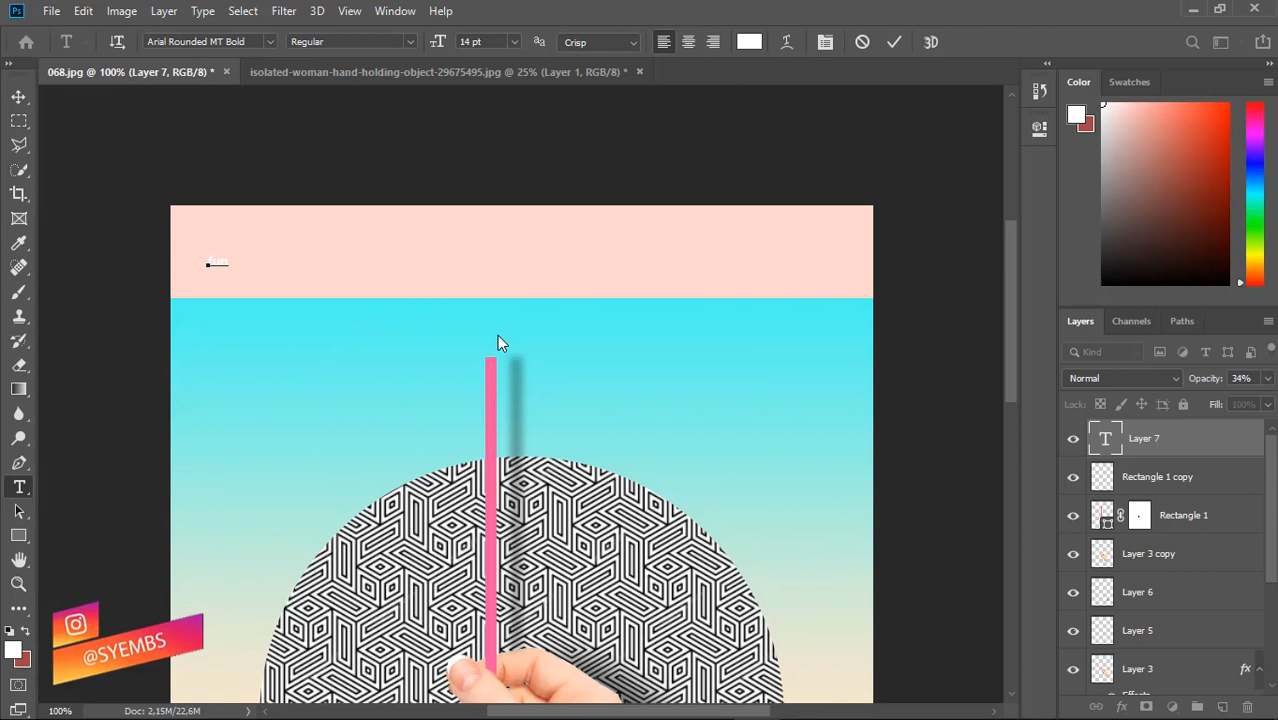 File Edit Image Layer Type Select Filter 3D View Window Help
Arial Rounded MT Bold Regular 14 pt Crisp 3D
068.jpg @ 100% (Layer 7, RGB/8) * isolated-woman-hand-holding-object-29675495.jpg @ 25% (Layer 1, RGB/8) *
Color Swatches
fun
Layers Channels Paths
Kind
Normal Opacity: 34%
Lock: Fill: 100%
Layer 7
Rectangle 1 copy
Rectangle 1
Layer 3 copy
Layer 6
Layer 5
Layer 3 fx
Effects
@SYEMBS
100% Doc: 2,15M/22,6M